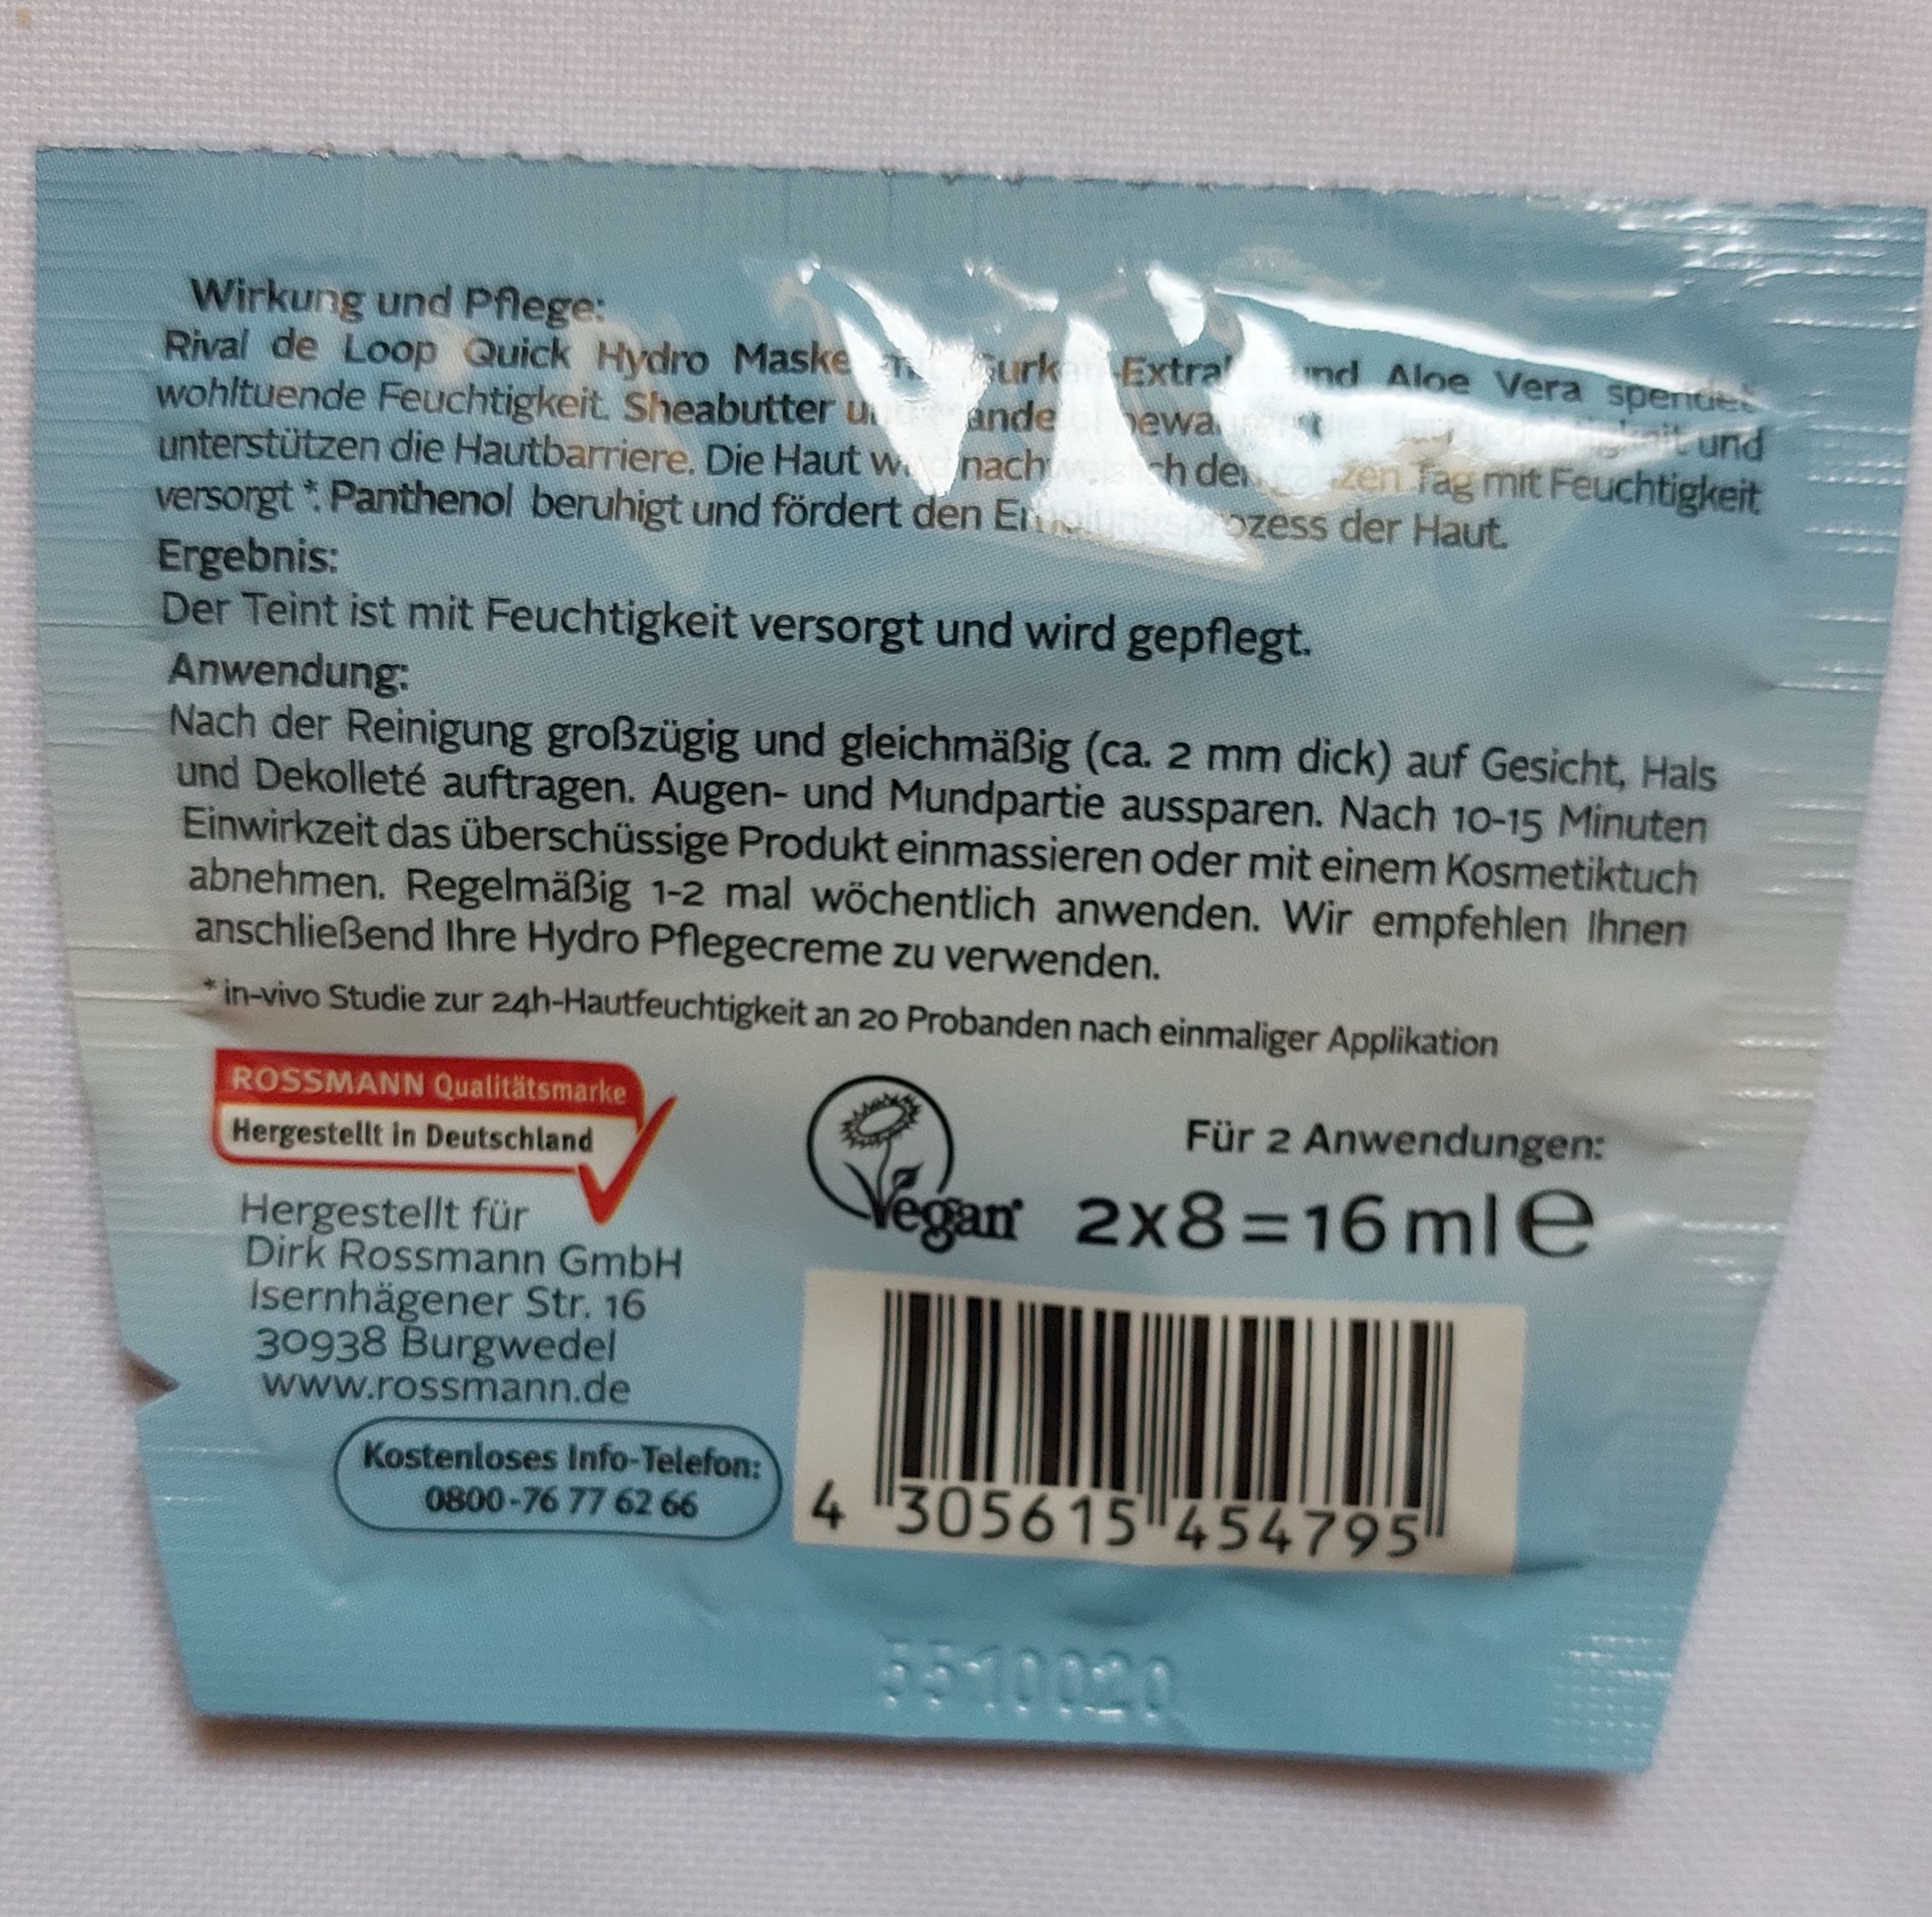 Wirkung und Pflege:
Rival de Loop Quick Hydro Maske und Aloe Vera spendet
wohltuende Feuchtigkeit. Sheabutter und
unterstützen die Hautbarriere. Die Haut wird den ganzen Tag mit Feuchtigkeit
versorgt *. Panthenol beruhigt und fördert den der Haut.
Ergebnis:
Der Teint ist mit Feuchtigkeit versorgt und wird gepflegt.
Anwendung:
Nach der Reinigung großzügig und gleichmäßig (ca. 2 mm dick) auf Gesicht, Hals
und Dekolleté auftragen. Augen- und Mundpartie aussparen. Nach 10-15 Minuten
Einwirkzeit das überschüssige Produkt einmassieren oder mit einem Kosmetiktuch
abnehmen. Regelmäßig 1-2 mal wöchentlich anwenden. Wir empfehlen Ihnen
anschließend Ihre Hydro Pflegecreme zu verwenden.
* in-vivo Studie zur 24h-Hautfeuchtigkeit an 20 Probanden nach einmaliger Applikation
ROSSMANN Qualitätsmarke
Hergestellt in Deutschland
Hergestellt für
Dirk Rossmann GmbH
Isernhägener Str. 16
30938 Burgwedel
www.rossmann.de
Kostenloses Info-Telefon:
0800-76 77 62 66
Vegan
Für 2 Anwendungen:
2x8=16 ml e
4 305615 454795
5510020